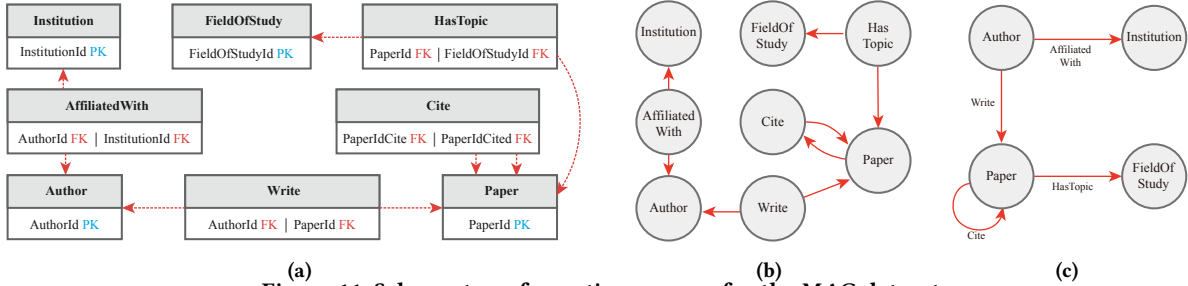 Institution
InstitutionId PK
FieldOfStudy
FieldOfStudyId PK
HasTopic
PaperId FK | FieldOfStudyId FK
AffiliatedWith
AuthorId FK | InstitutionId FK
Cite
PaperIdCite FK | PaperIdCited FK
Author
AuthorId PK
Write
AuthorId FK | PaperId FK
Paper
PaperId PK
(a)
Institution
FieldOf
Study
Has
Topic
Affiliated
With
Cite
Paper
Author
Write
(b)
Author
Affiliated
With
Institution
Write
Paper
HasTopic
FieldOf
Study
Cite
(c)